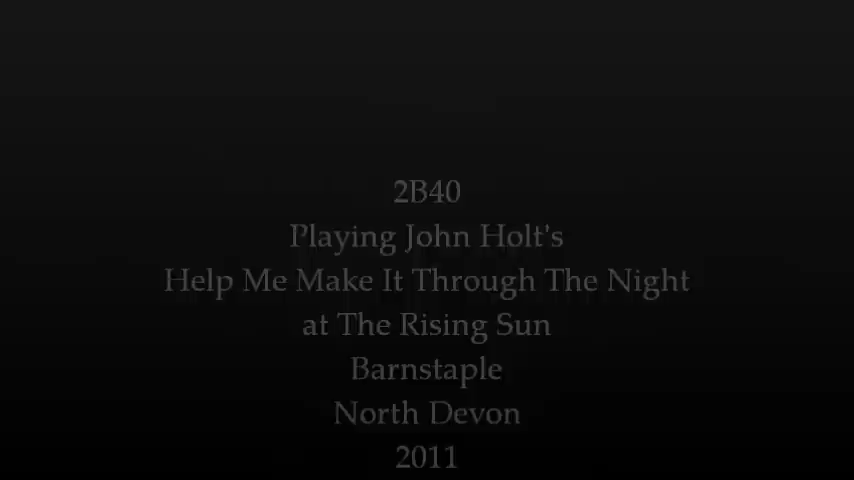 2B40
Playing John Holt's
Help Me Make It Through The Night
at The Rising Sun
Barnstaple
North Devon
2011